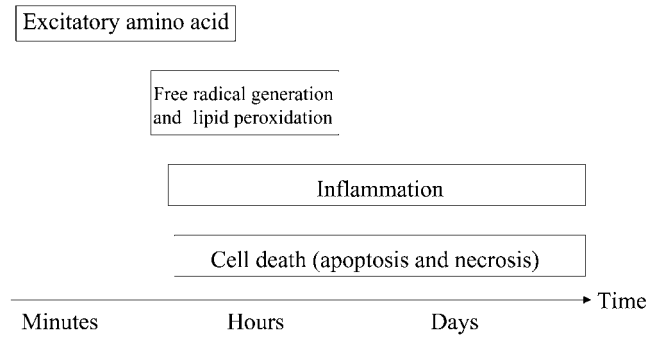 Excitatory amino acid
Free radical generation
and lipid peroxidation
Inflammation
Cell death (apoptosis and necrosis)
Time
Minutes Hours Days